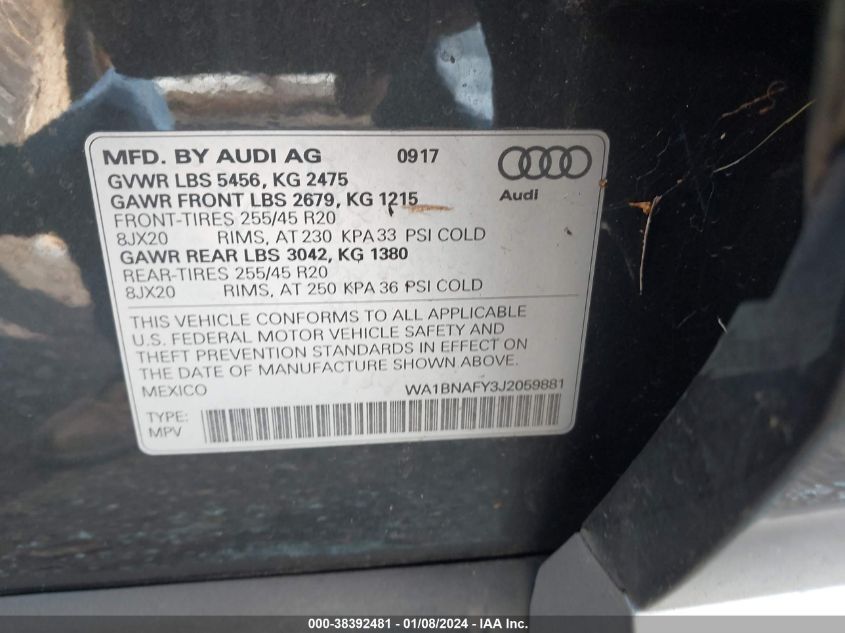 MFD. BY AUDI AG 0917
GVWR LBS 5456, KG 2475
GAWR FRONT LBS 2679, KG 1215
Audi
FRONT-TIRES 255/45 R20
8JX20 RIMS, AT 230 KPA 33 PSI COLD
GAWR REAR LBS 3042, KG 1380
REAR-TIRES 255/45 R20
8JX20 RIMS, AT 250 KPA 36 PSI COLD
THIS VEHICLE CONFORMS TO ALL APPLICABLE
U.S. FEDERAL MOTOR VEHICLE SAFETY AND
THEFT PREVENTION STANDARDS IN EFFECT ON
THE DATE OF MANUFACTURE SHOWN ABOVE.
MEXICO WA1BNAFY3J2059881
TYPE:
MPV
000-38392481 - 01/08/2024 - IAA Inc.